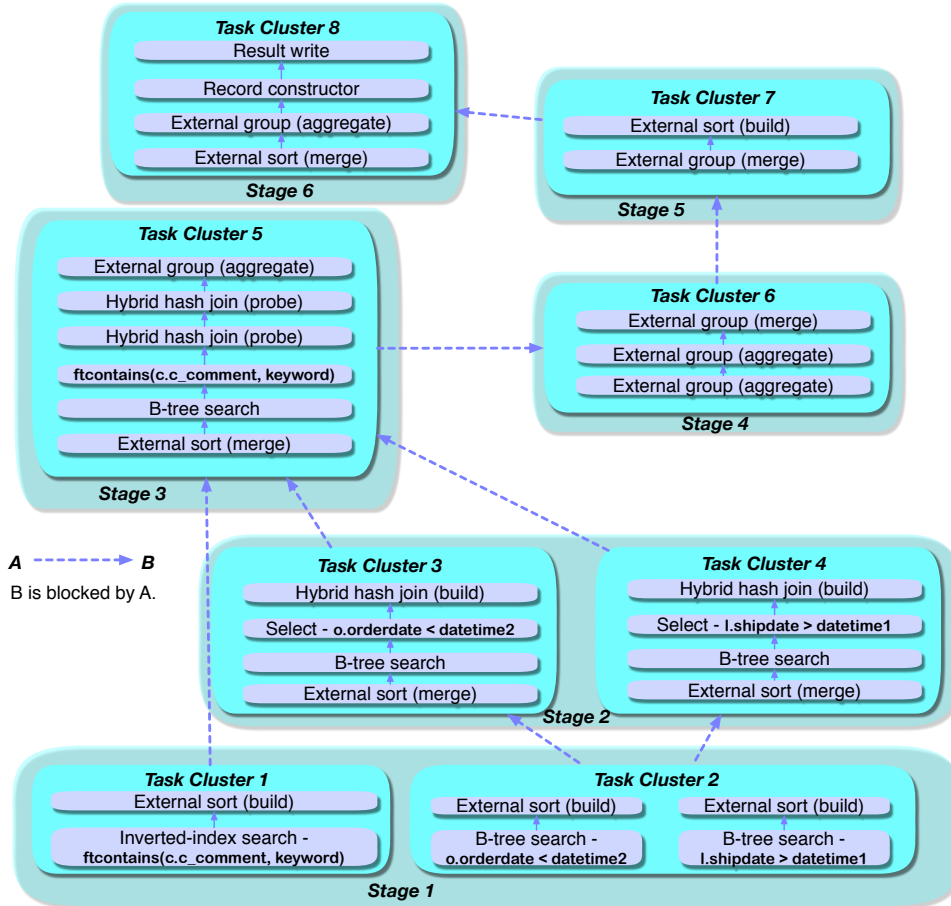 Task Cluster 8
Result write
Record constructor
External group (aggregate)
External sort (merge)
Stage 6
Task Cluster 7
External sort (build)
External group (merge)
Stage 5
Task Cluster 5
External group (aggregate)
Hybrid hash join (probe)
Hybrid hash join (probe)
ftcontains(c.c_comment, keyword)
B-tree search
External sort (merge)
Stage 3
Task Cluster 6
External group (merge)
External group (aggregate)
External group (aggregate)
Stage 4
A
B
B is blocked by A.
Task Cluster 3
Hybrid hash join (build)
Select - o.orderdate < datetime2
B-tree search
External sort (merge)
Task Cluster 4
Hybrid hash join (build)
Select - l.shipdate > datetime1
B-tree search
External sort (merge)
Stage 2
Task Cluster 1
External sort (build)
Inverted-index search -
ftcontains(c.c_comment, keyword)
Task Cluster 2
External sort (build)
B-tree search -
o.orderdate < datetime2
External sort (build)
B-tree search -
l.shipdate > datetime1
Stage 1